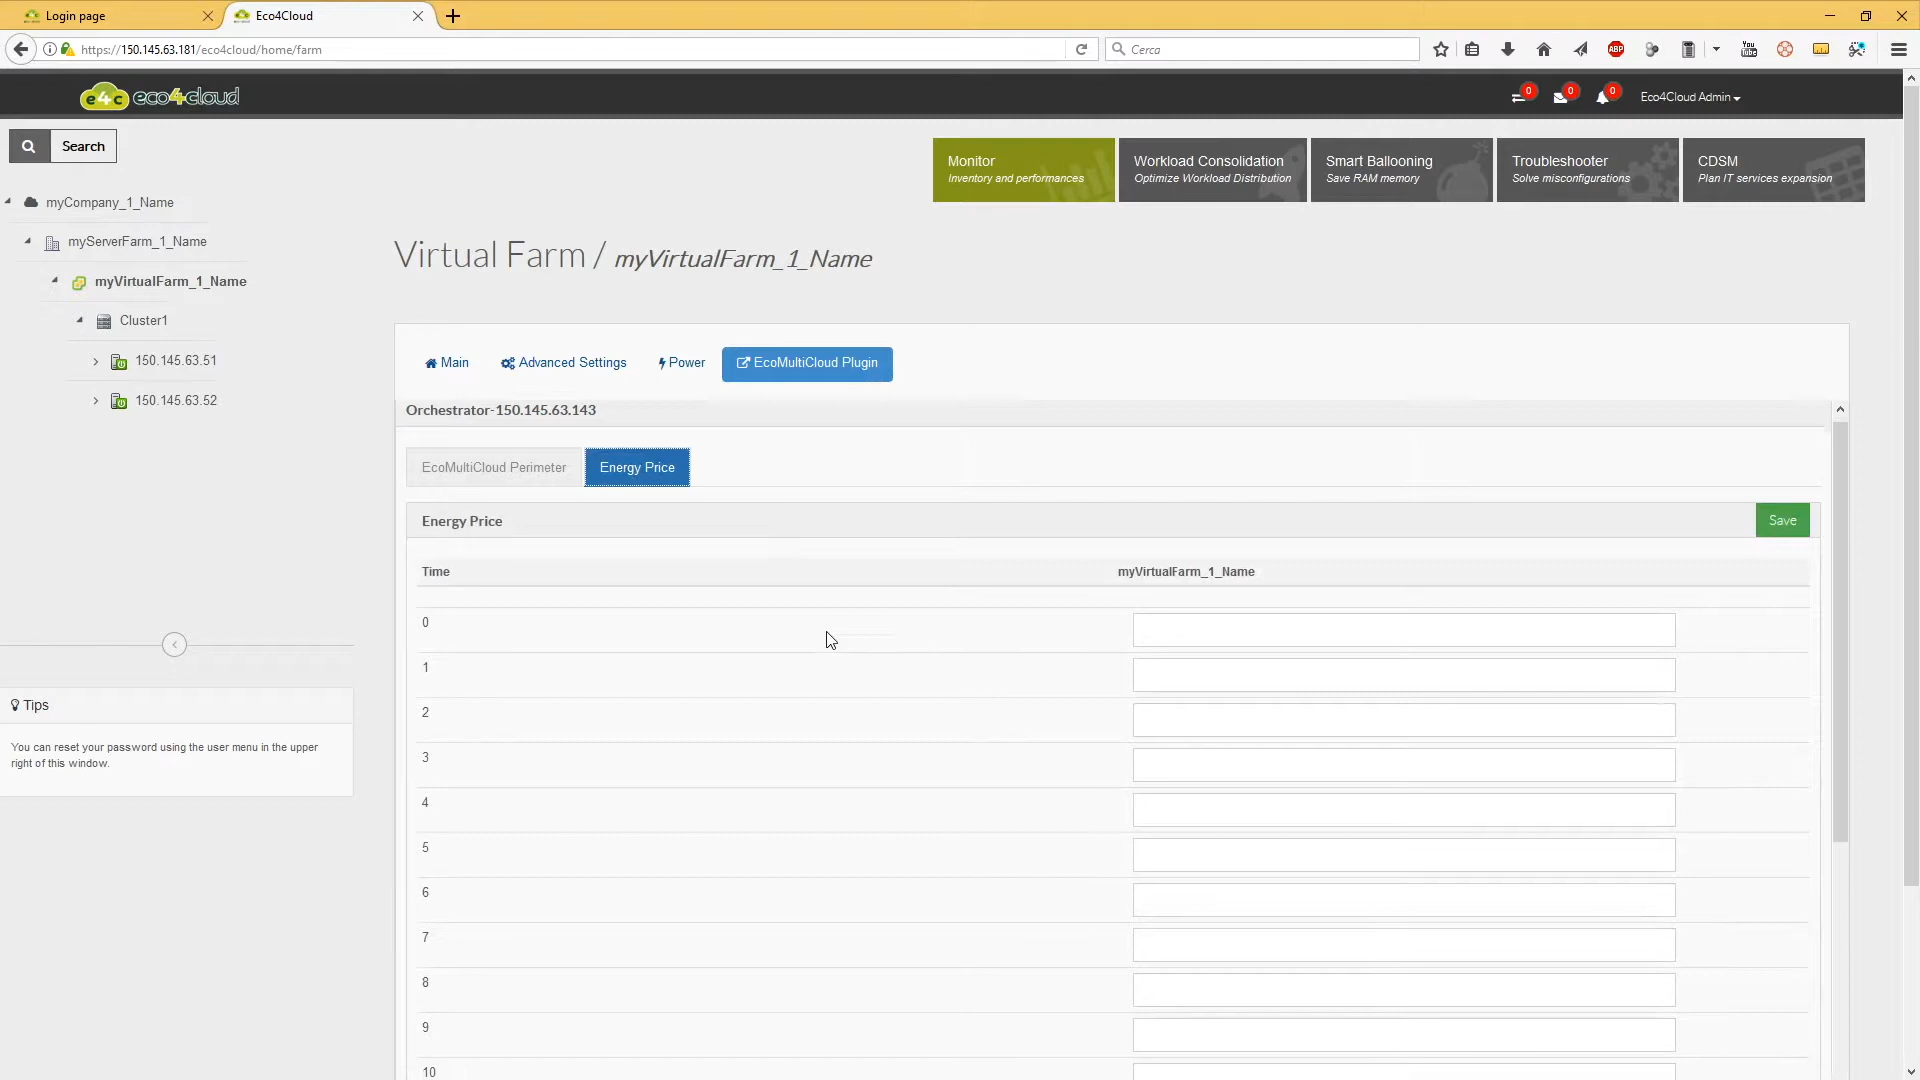 Login page
Eco4Cloud
https://150.145.63.181/eco4cloud/home/farm
Cerca
ABP
You
Tube
e4c eco4cloud
0
0
0
Eco4Cloud Admin
Search
Monitor
Inventory and performances
Workload Consolidation
Optimize Workload Distribution
Smart Ballooning
Save RAM memory
Troubleshooter
Solve misconfigurations
CDSM
Plan IT services expansion
myCompany_1_Name
myServerFarm_1_Name
myVirtualFarm_1_Name
Cluster1
150.145.63.51
150.145.63.52
Tips
You can reset your password using the user menu in the upper
right of this window.
Virtual Farm / myVirtualFarm_1_Name
Main
Advanced Settings
Power
EcoMultiCloud Plugin
Orchestrator-150.145.63.143
EcoMultiCloud Perimeter
Energy Price
Energy Price
Save
Time
myVirtualFarm_1_Name
0
1
2
3
4
5
6
7
8
9
10